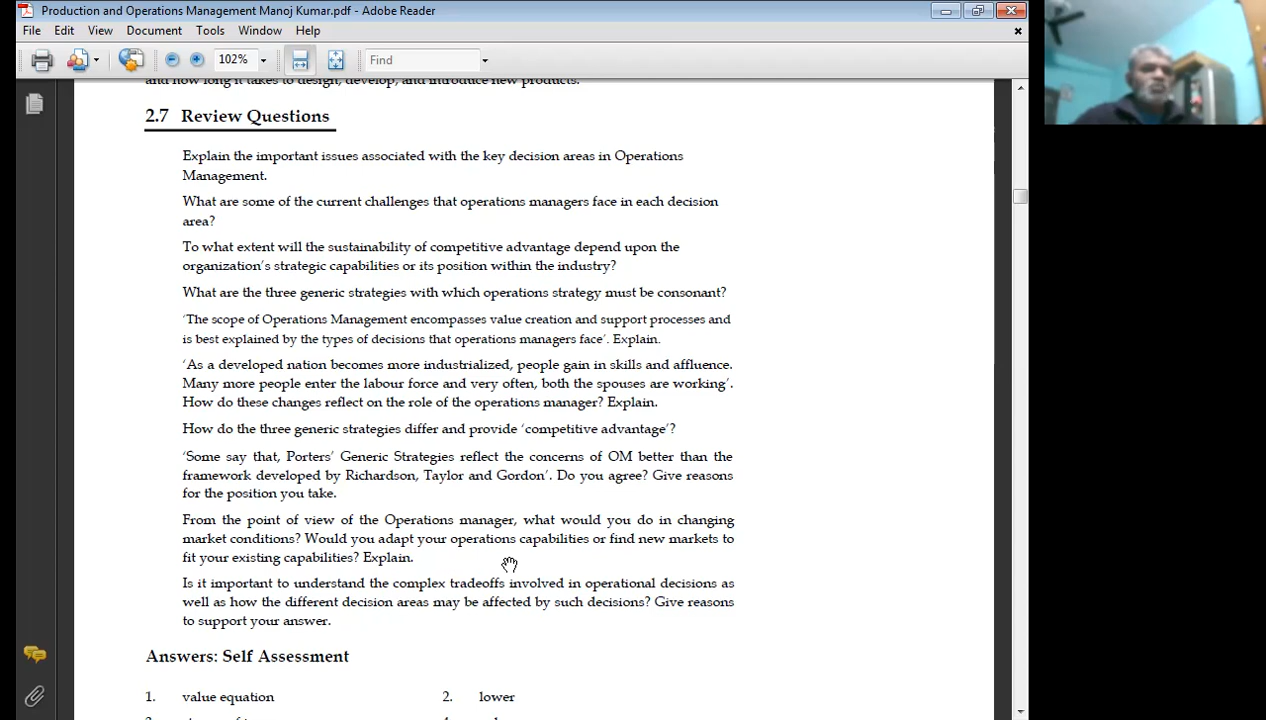 Production and Operations Management Manoj Kumar.pdf - Adobe Reader
File Edit View Document Tools Window Help
102% Find
and how long it takes to design, develop, and introduce new products.
2.7 Review Questions
Explain the important issues associated with the key decision areas in Operations
Management.
What are some of the current challenges that operations managers face in each decision
area?
To what extent will the sustainability of competitive advantage depend upon the
organization's strategic capabilities or its position within the industry?
What are the three generic strategies with which operations strategy must be consonant?
'The scope of Operations Management encompasses value creation and support processes and
is best explained by the types of decisions that operations managers face'. Explain.
'As a developed nation becomes more industrialized, people gain in skills and affluence.
Many more people enter the labour force and very often, both the spouses are working'.
How do these changes reflect on the role of the operations manager? Explain.
How do the three generic strategies differ and provide 'competitive advantage'?
'Some say that, Porters' Generic Strategies reflect the concerns of OM better than the
framework developed by Richardson, Taylor and Gordon'. Do you agree? Give reasons
for the position you take.
From the point of view of the Operations manager, what would you do in changing
market conditions? Would you adapt your operations capabilities or find new markets to
fit your existing capabilities? Explain.
Is it important to understand the complex tradeoffs involved in operational decisions as
well as how the different decision areas may be affected by such decisions? Give reasons
to support your answer.
Answers: Self Assessment
1. value equation 2. lower